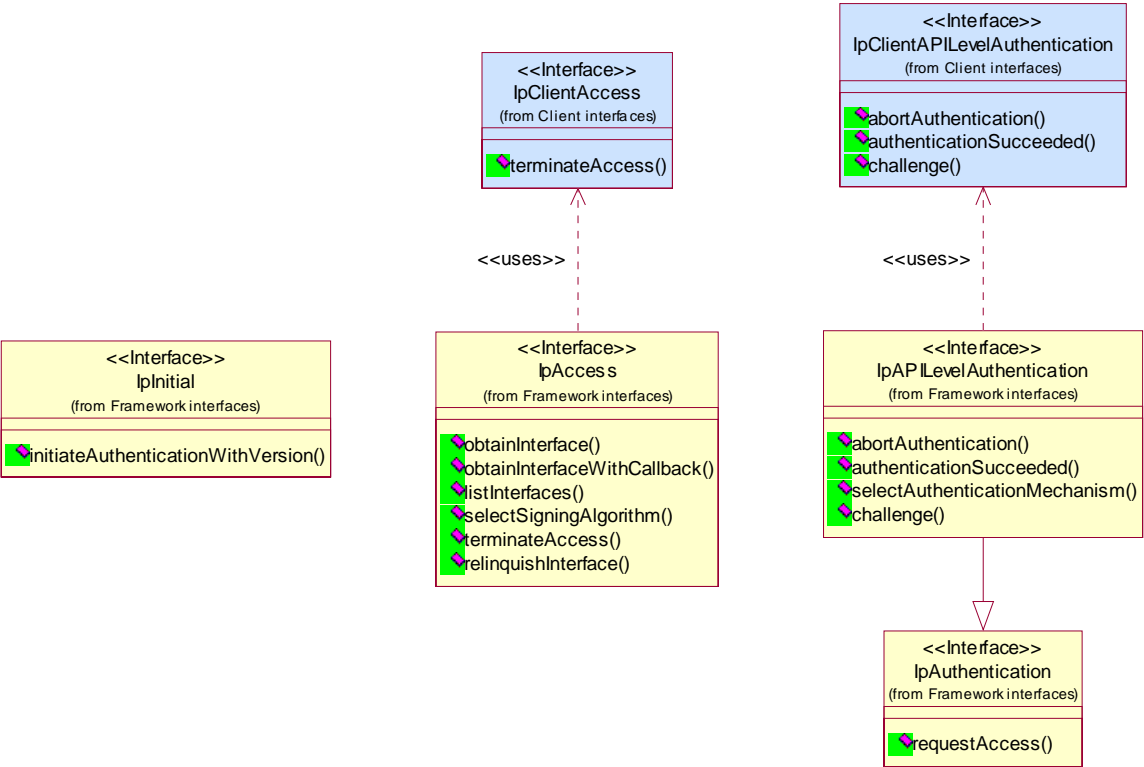 <<Interface>>
IpClientAPILevelAuthentication
(from Client interfaces)
abortAuthentication()
authenticationSucceeded()
challenge()
<<Interface>>
IpClientAccess
(from Client interfaces)
terminateAccess()
<<uses>>
<<uses>>
<<Interface>>
IpInitial
(from Framework interfaces)
initiateAuthenticationWithVersion()
<<Interface>>
IpAccess
(from Framework interfaces)
obtainInterface()
obtainInterfaceWithCallback()
listInterfaces()
selectSigningAlgorithm()
terminateAccess()
relinquishInterface()
<<Interface>>
IpAPILevelAuthentication
(from Framework interfaces)
abortAuthentication()
authenticationSucceeded()
selectAuthenticationMechanism()
challenge()
<<Interface>>
IpAuthentication
(from Framework interfaces)
requestAccess()